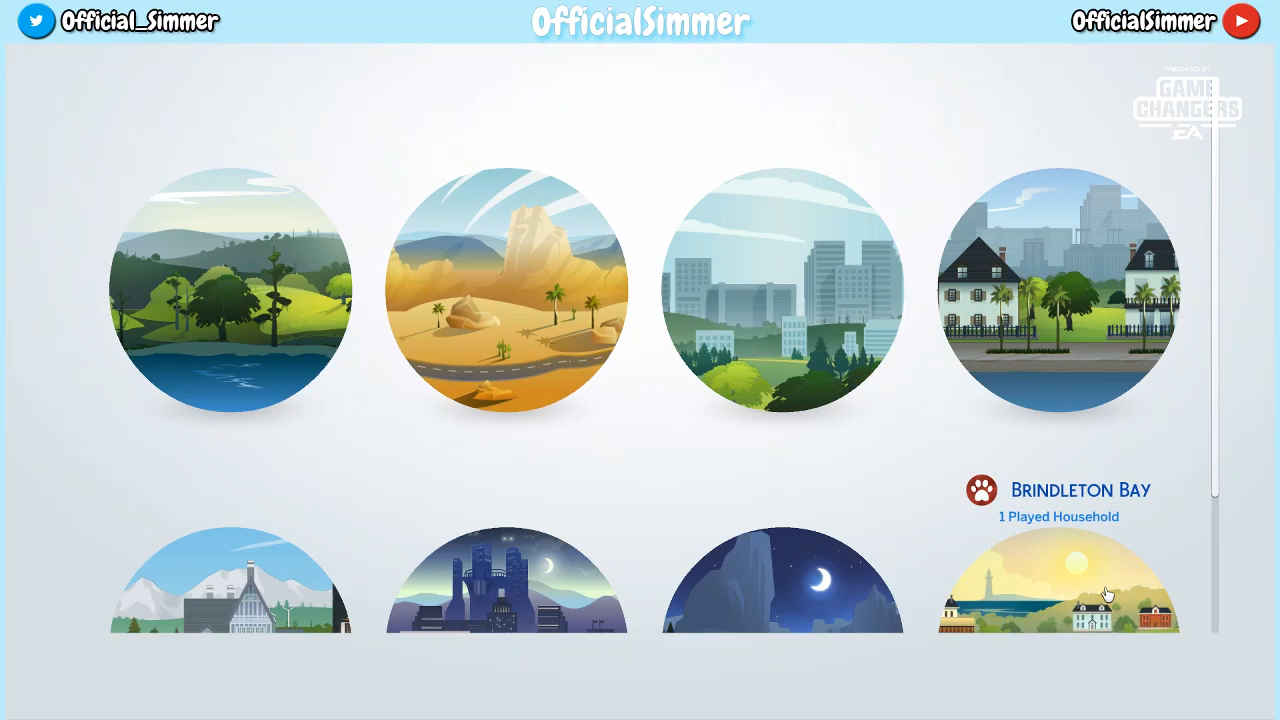 Official_Simmer
OfficialSimmer
OfficialSimmer
PRESENTED BY
GAME
CHANGERS
EA
BRINDLETON BAY
1 Played Household